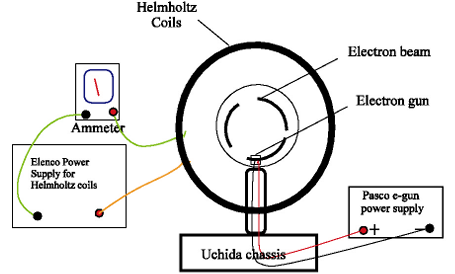 Helmholtz
Coils
Electron beam
Electron gun
Ammeter
Elenco Power
Supply for
Helmholtz coils
Pasco e-gun
power supply
+ −
Uchida chassis